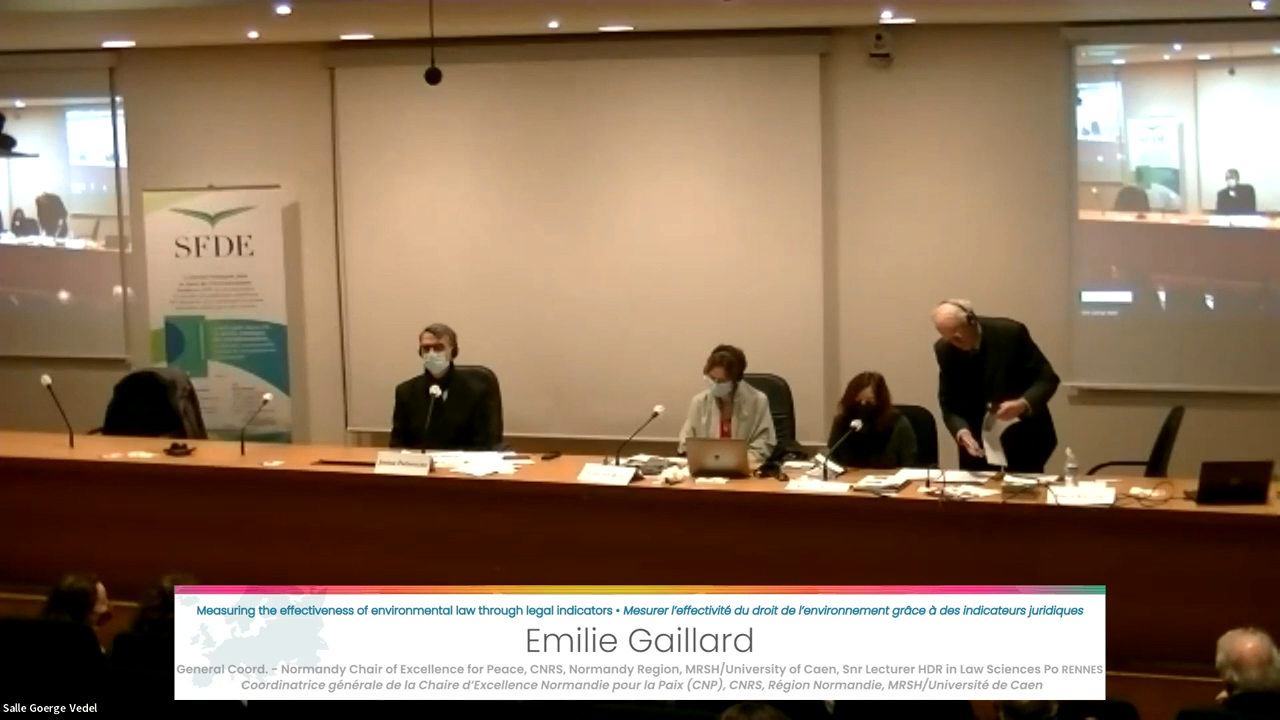 SFDE
Measuring the effectiveness of environmental law through legal indicators • Mesurer l'effectivité du droit de l'environnement grâce à des indicateurs juridiques
Emilie Gaillard
General Coord. - Normandy Chair of Excellence for Peace, CNRS, Normandy Region, MRSH/University of Caen, Snr Lecturer HDR in Law Sciences Po RENNES
Coordinatrice générale de la Chaire d'Excellence Normandie pour la Paix (CNP), CNRS, Région Normandie, MRSH/Université de Caen
Salle Goerge Vedel